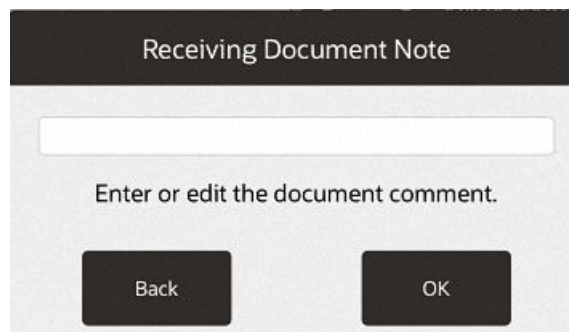 Receiving Document Note
Enter or edit the document comment.
Back
OK